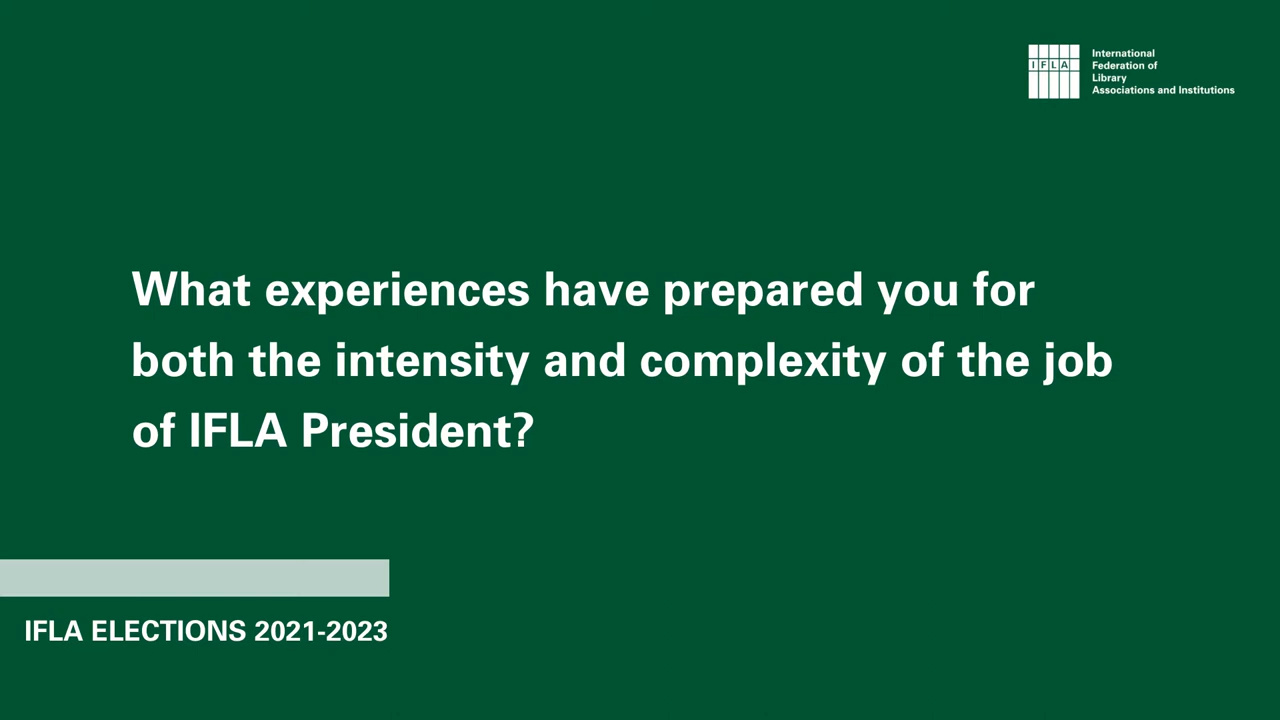 International
Federation of
Library
Associations and Institutions
IFLA
What experiences have prepared you for
both the intensity and complexity of the job
of IFLA President?
IFLA ELECTIONS 2021-2023